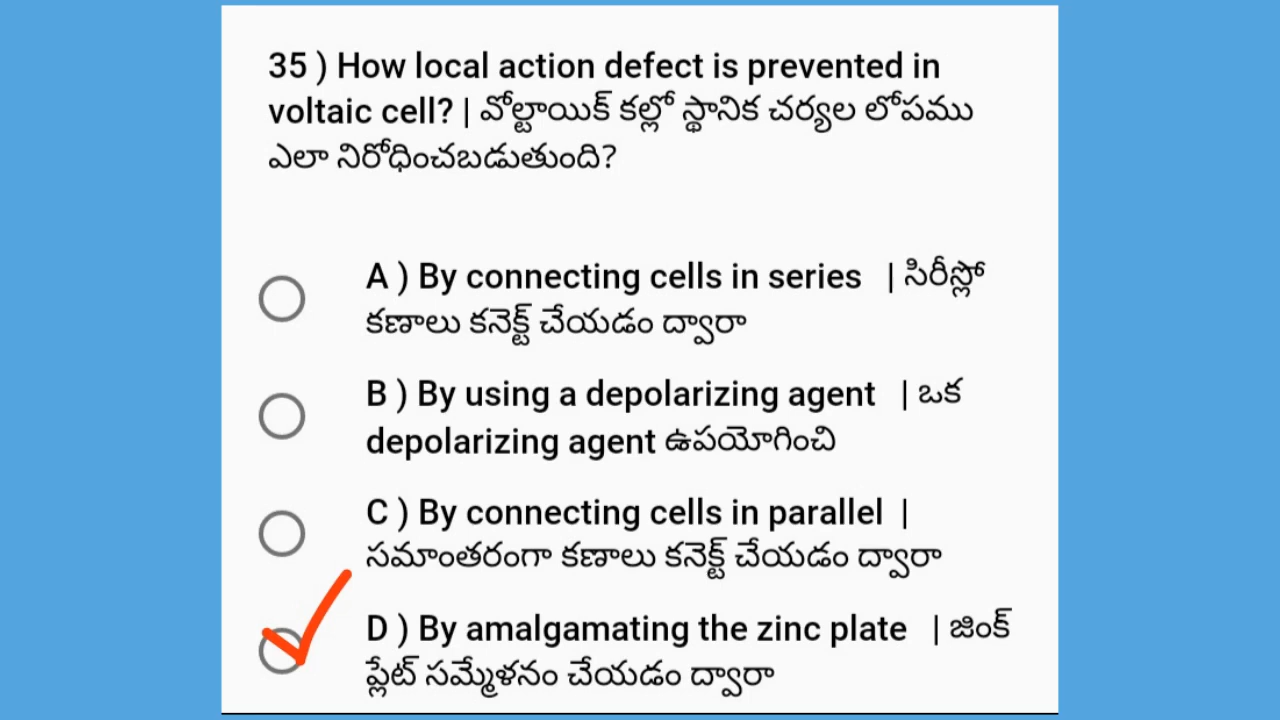 35 ) How local action defect is prevented in
voltaic cell? | వోల్టాయిక్ కల్లో స్థానిక చర్యల లోపము
ఎలా నిరోధించబడుతుంది?
A ) By connecting cells in series | సిరీస్లో
కణాలు కనెక్ట్ చేయడం ద్వారా
B ) By using a depolarizing agent | ఒక
depolarizing agent ఉపయోగించి
C ) By connecting cells in parallel |
సమాంతరంగా కణాలు కనెక్ట్ చేయడం ద్వారా
D ) By amalgamating the zinc plate | జింక్
ప్లేట్ సమ్మేళనం చేయడం ద్వారా